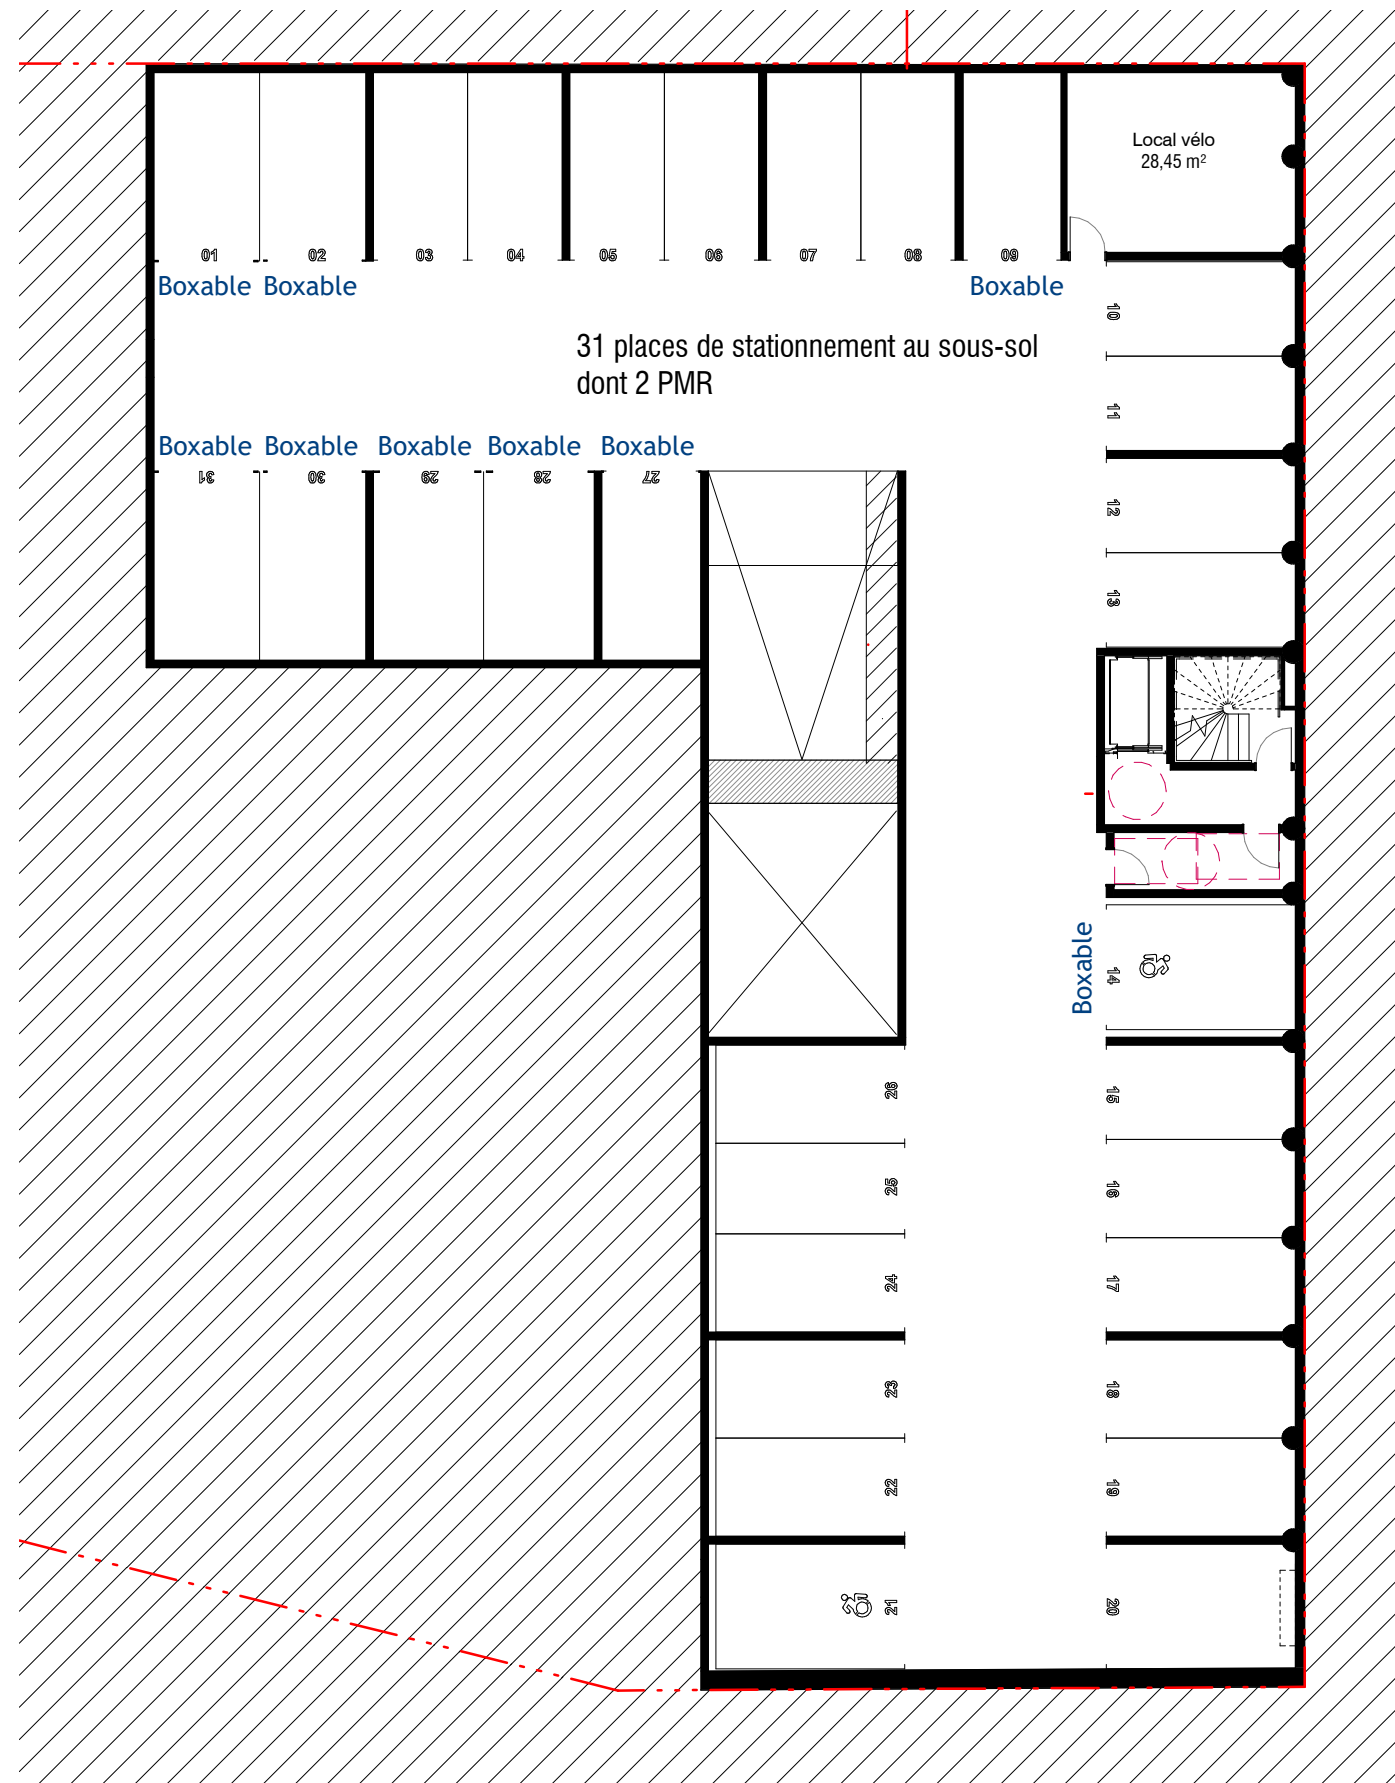 Local vélo
28,45 m²
01 02 03 04 05 06 07 08 09
Boxable Boxable Boxable
10
31 places de stationnement au sous-sol
dont 2 PMR
11
Boxable Boxable Boxable Boxable Boxable
31 30 29 28 27
12
13
Boxable
14
26
15
25
16
24
17
23
18
22
19
21
20